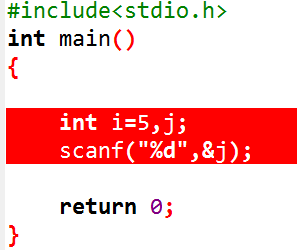 #include<stdio.h>
int main()
{
int i=5,j;
scanf("%d",&j);
return 0;
}